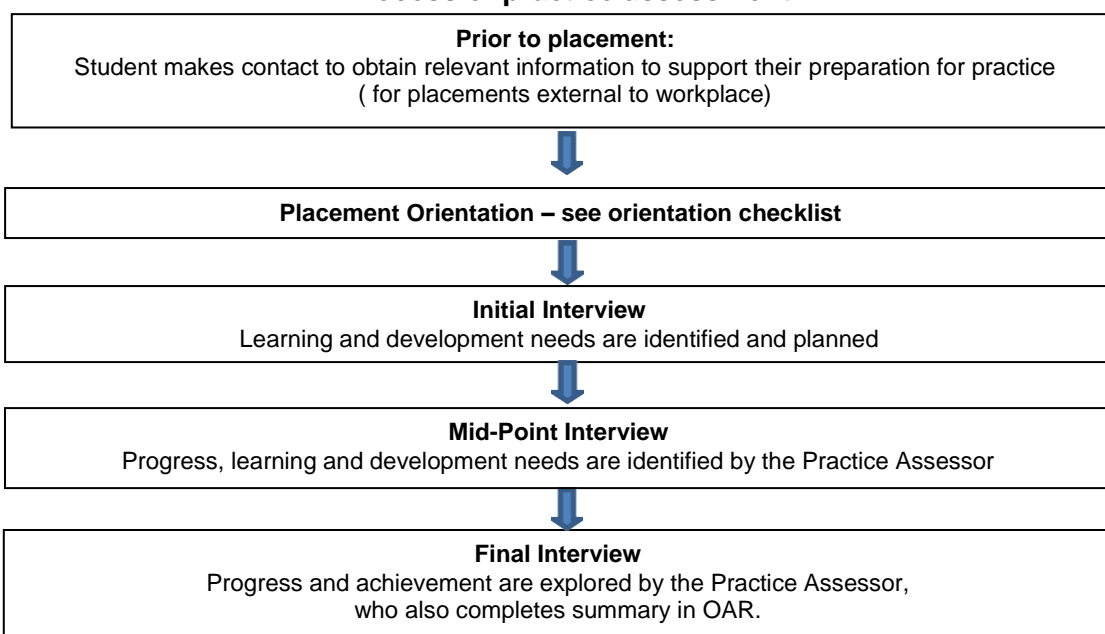 Prior to placement:
Student makes contact to obtain relevant information to support their preparation for practice
( for placements external to workplace)
Placement Orientation – see orientation checklist
Initial Interview
Learning and development needs are identified and planned
Mid-Point Interview
Progress, learning and development needs are identified by the Practice Assessor
Final Interview
Progress and achievement are explored by the Practice Assessor,
who also completes summary in OAR.